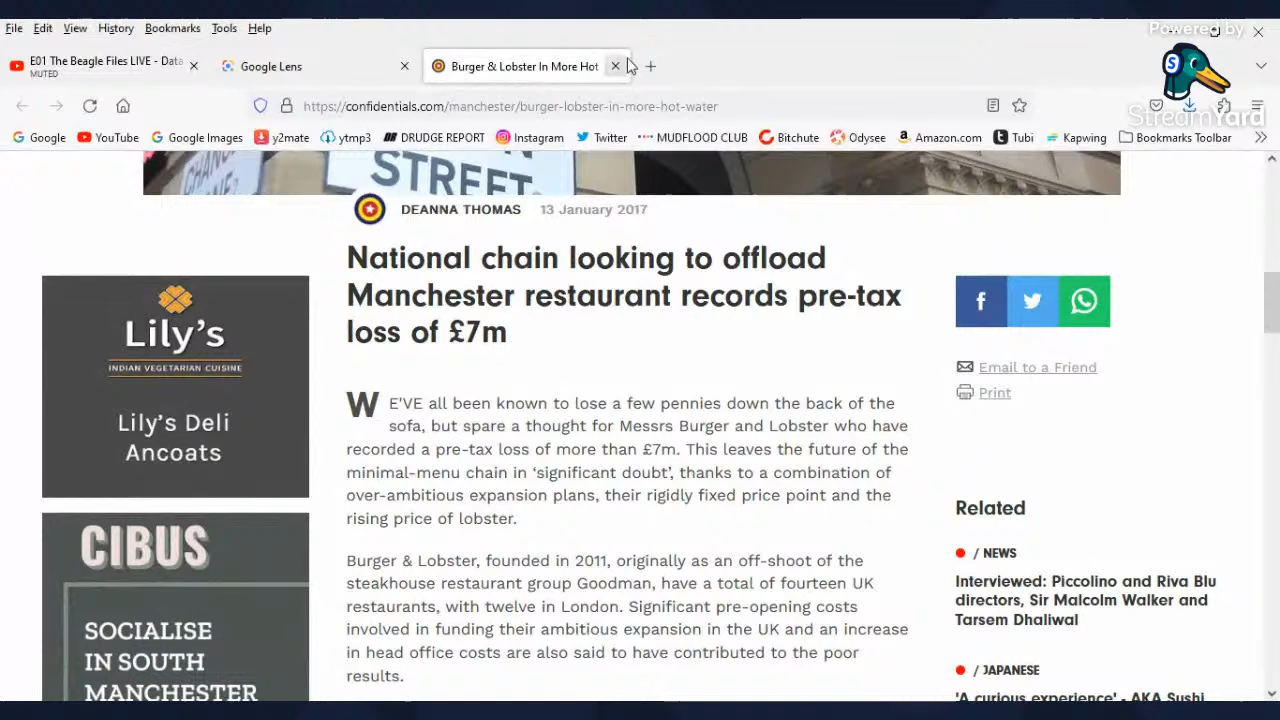 File Edit View History Bookmarks Tools Help
Powered by
E01 The Beagle Files LIVE - Data
MUTED
Google Lens
Burger & Lobster In More Hot
S
StreamYard
https://confidentials.com/manchester/burger-lobster-in-more-hot-water
Google YouTube Google Images y2mate ytmp3 DRUDGE REPORT Instagram Twitter MUDFLOOD CLUB Bitchute Odysee Amazon.com Tubi Kapwing Bookmarks Toolbar
STREET
DEANNA THOMAS 13 January 2017
National chain looking to offload
Manchester restaurant records pre-tax
loss of £7m
WE'VE all been known to lose a few pennies down the back of the
sofa, but spare a thought for Messrs Burger and Lobster who have
recorded a pre-tax loss of more than £7m. This leaves the future of the
minimal-menu chain in ‘significant doubt’, thanks to a combination of
over-ambitious expansion plans, their rigidly fixed price point and the
rising price of lobster.
Burger & Lobster, founded in 2011, originally as an off-shoot of the
steakhouse restaurant group Goodman, have a total of fourteen UK
restaurants, with twelve in London. Significant pre-opening costs
involved in funding their ambitious expansion in the UK and an increase
in head office costs are also said to have contributed to the poor
results.
Lily's
INDIAN VEGETARIAN CUISINE
Lily’s Deli
Ancoats
CIBUS
SOCIALISE
IN SOUTH
MANCHESTER
Email to a Friend
Print
Related
/ NEWS
Interviewed: Piccolino and Riva Blu
directors, Sir Malcolm Walker and
Tarsem Dhaliwal
/ JAPANESE
'A curious experience' - AKA Sushi